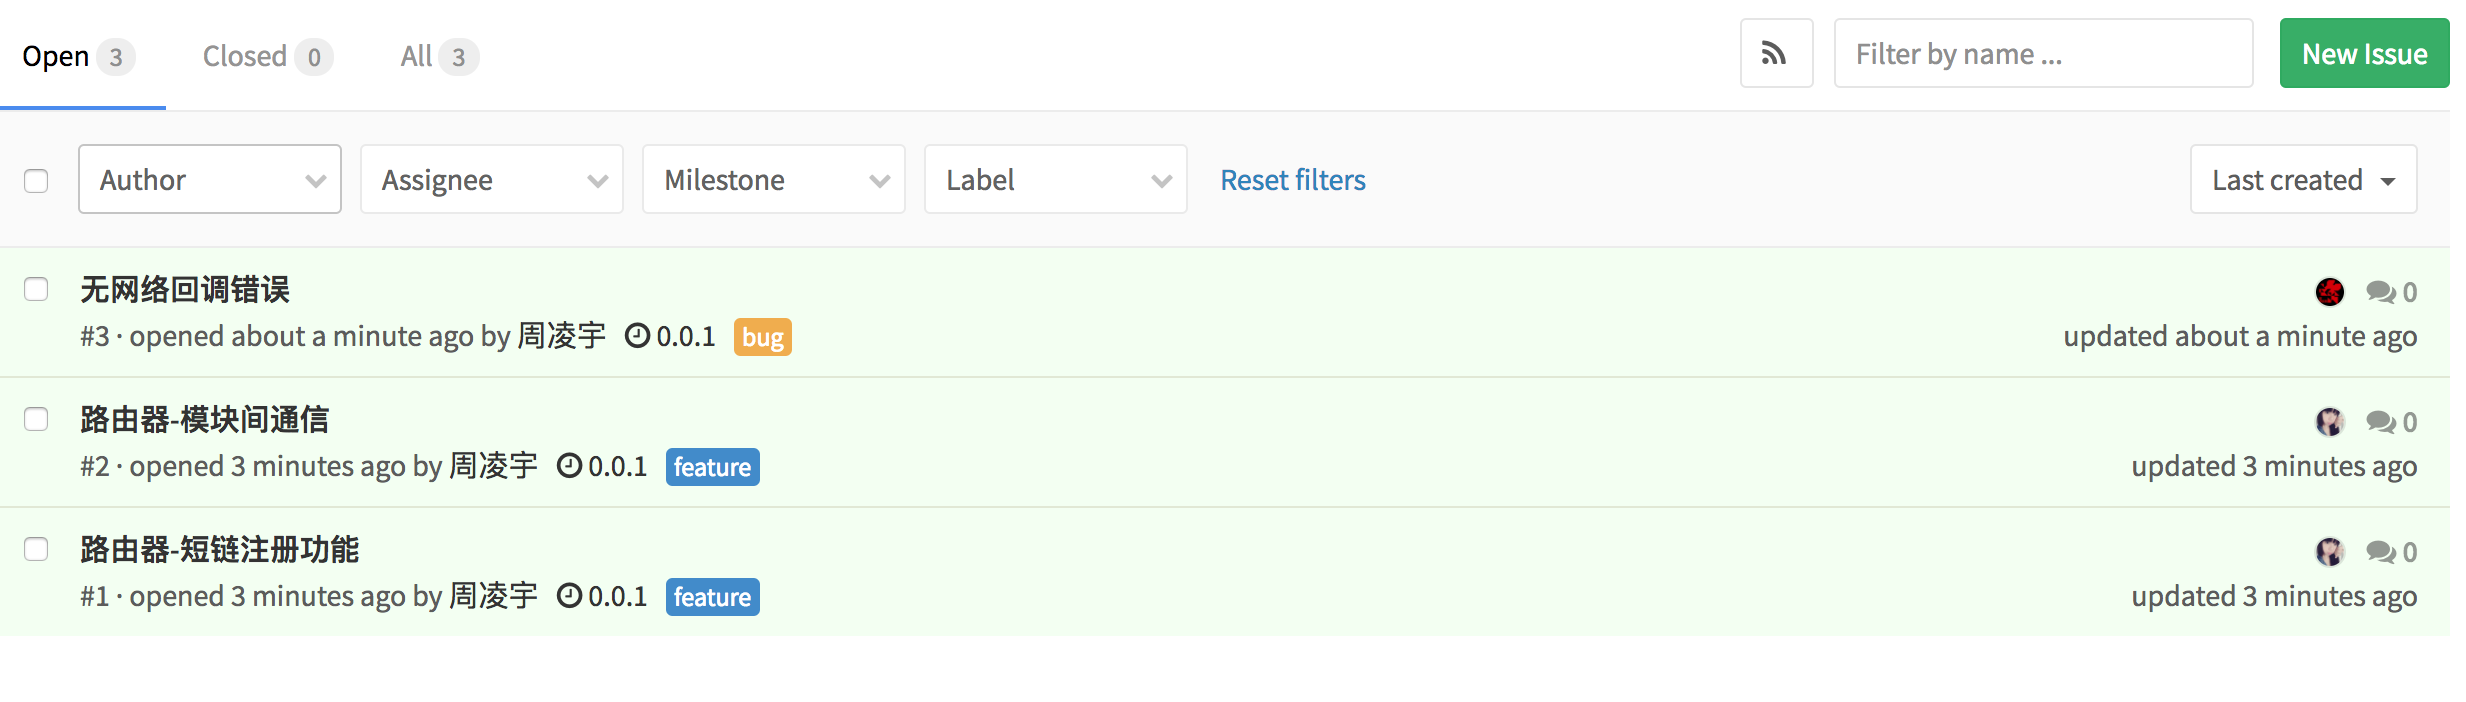 Open 3 Closed 0 All 3 Filter by name ... New Issue
Author Assignee Milestone Label Reset filters Last created
无网络回调错误 0
#3 · opened about a minute ago by 周凌宇 0.0.1 bug updated about a minute ago
路由器-模块间通信 0
#2 · opened 3 minutes ago by 周凌宇 0.0.1 feature updated 3 minutes ago
路由器-短链注册功能 0
#1 · opened 3 minutes ago by 周凌宇 0.0.1 feature updated 3 minutes ago